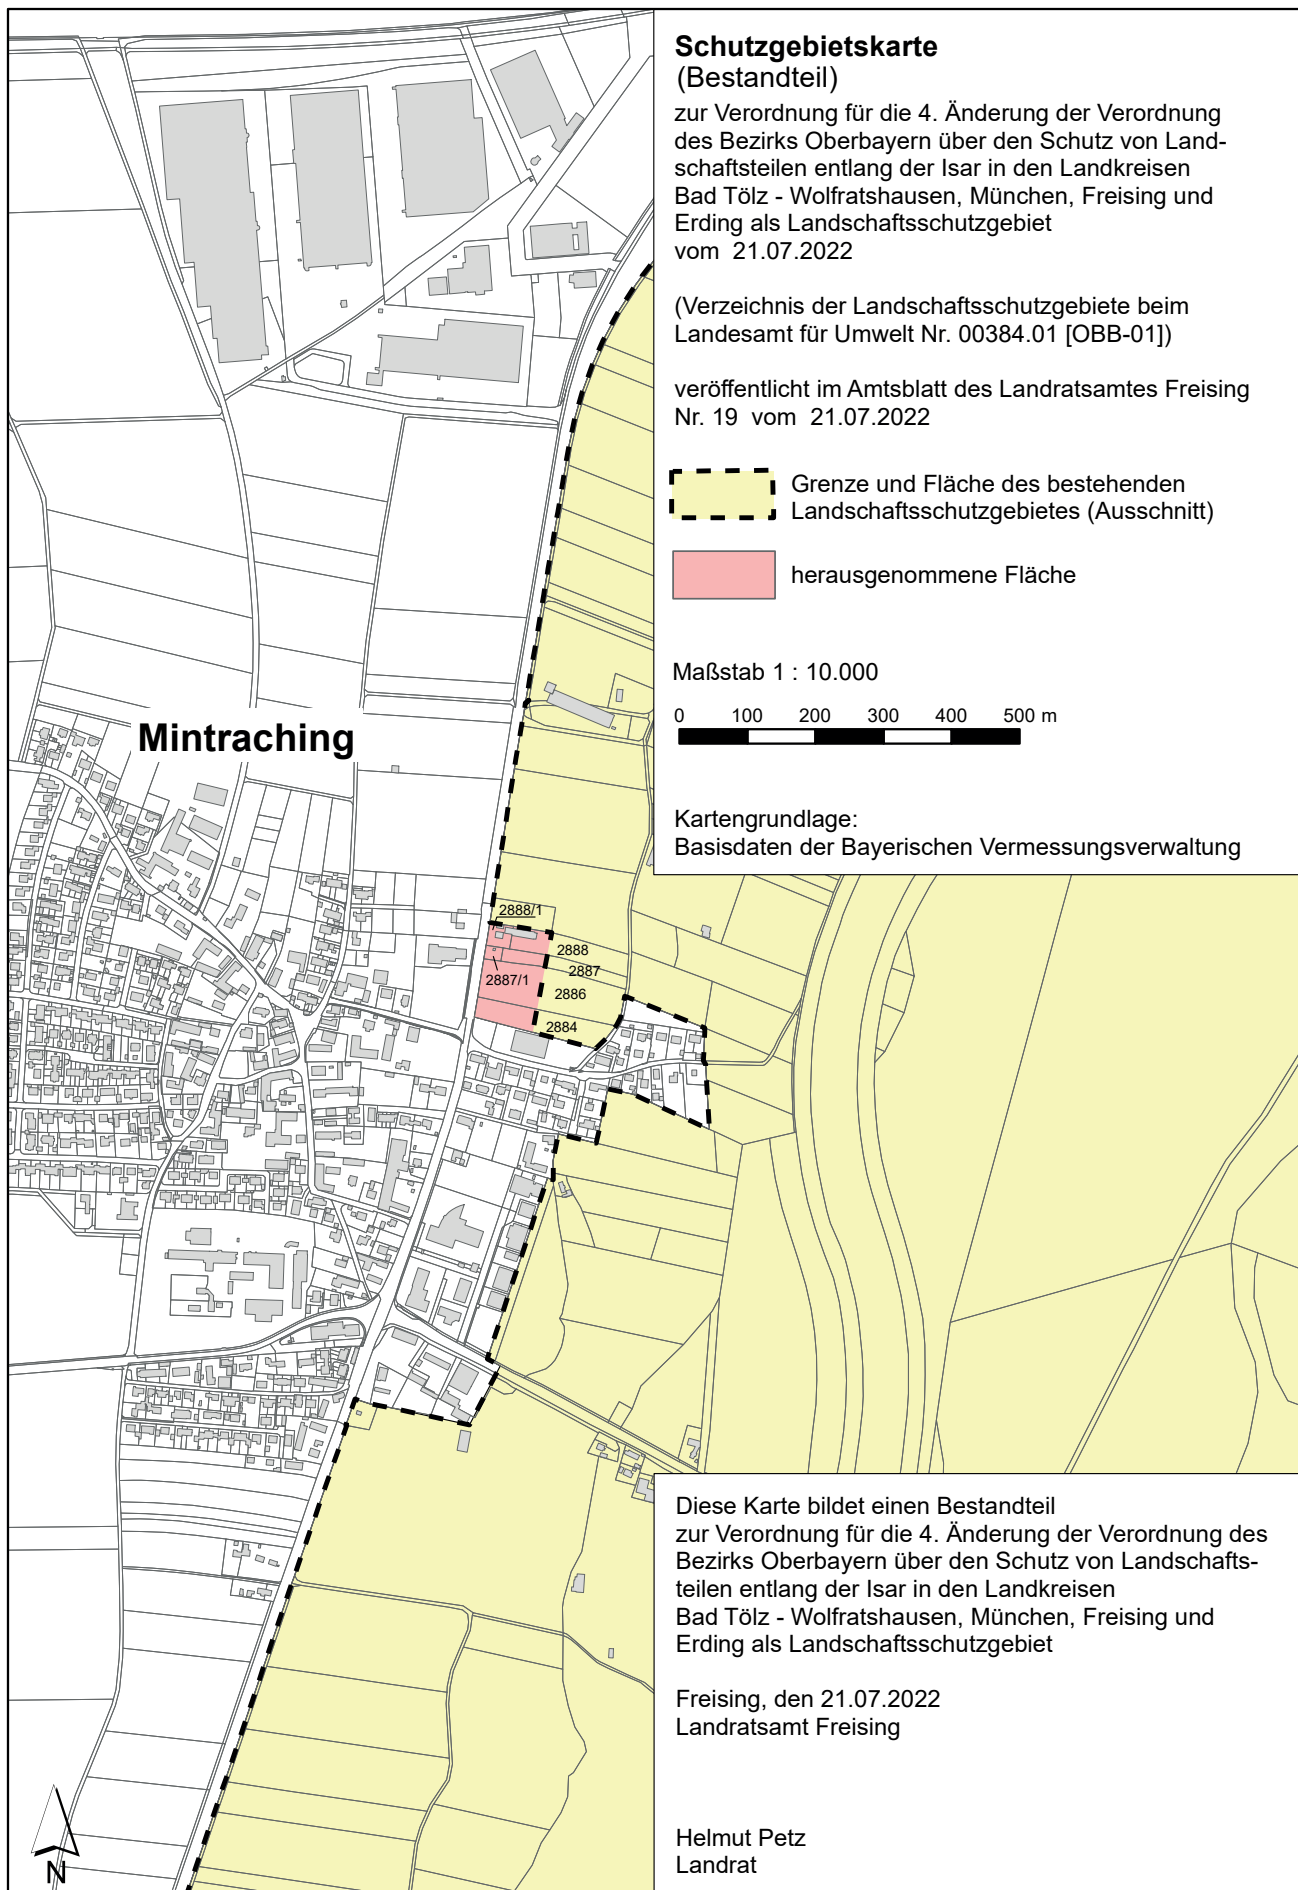 Schutzgebietskarte
(Bestandteil)
zur Verordnung für die 4. Änderung der Verordnung
des Bezirks Oberbayern über den Schutz von Land-
schaftsteilen entlang der Isar in den Landkreisen
Bad Tölz - Wolfratshausen, München, Freising und
Erding als Landschaftsschutzgebiet
vom 21.07.2022
(Verzeichnis der Landschaftsschutzgebiete beim
Landesamt für Umwelt Nr. 00384.01 [OBB-01])
veröffentlicht im Amtsblatt des Landratsamtes Freising
Nr. 19 vom 21.07.2022
Grenze und Fläche des bestehenden
Landschaftsschutzgebietes (Ausschnitt)
herausgenommene Fläche
Maßstab 1 : 10.000
0 100 200 300 400 500 m
Kartengrundlage:
Basisdaten der Bayerischen Vermessungsverwaltung
Mintraching
2888/1
2888
2887
2887/1
2886
2884
Diese Karte bildet einen Bestandteil
zur Verordnung für die 4. Änderung der Verordnung des
Bezirks Oberbayern über den Schutz von Landschafts-
teilen entlang der Isar in den Landkreisen
Bad Tölz - Wolfratshausen, München, Freising und
Erding als Landschaftsschutzgebiet
Freising, den 21.07.2022
Landratsamt Freising
Helmut Petz
Landrat
N